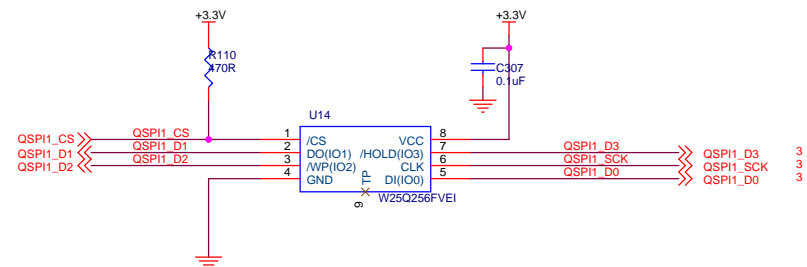 +3.3V
+3.3V
R110
470R
C307
0.1uF
U14
QSPI1_CS
QSPI1_CS
1
/CS
VCC
8
QSPI1_D1
QSPI1_D1
2
DO(IO1)
/HOLD(IO3)
7
QSPI1_D3
QSPI1_D3
3
QSPI1_D2
QSPI1_D2
3
/WP(IO2)
CLK
6
QSPI1_SCK
QSPI1_SCK
3
4
GND
TP
DI(IO0)
5
QSPI1_D0
QSPI1_D0
3
9
W25Q256FVEI